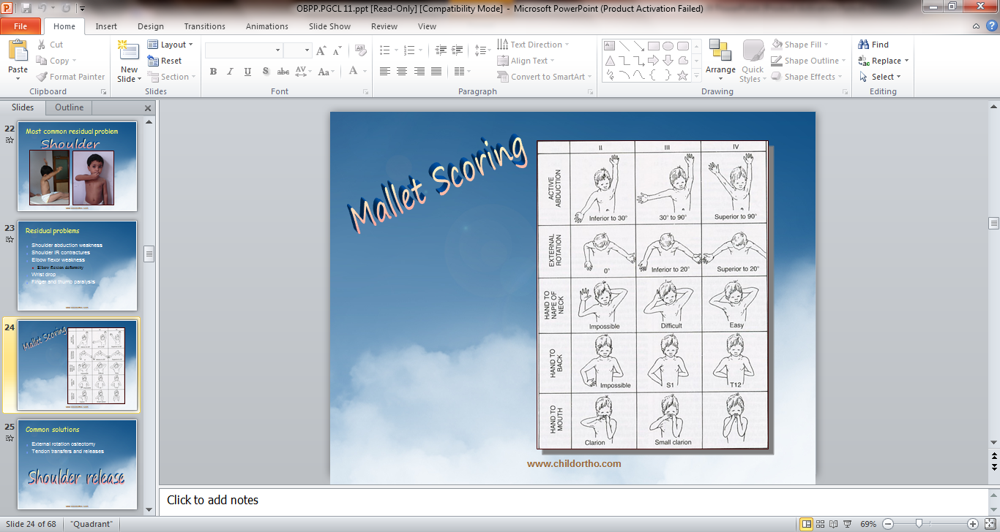 OBPP.PGCL 11.ppt [Read-Only] [Compatibility Mode] - Microsoft PowerPoint (Product Activation Failed)
File Home Insert Design Transitions Animations Slide Show Review View
Paste
Cut
Copy
Format Painter
Clipboard
New
Slide
Layout
Reset
Section
Slides
Font
Text Direction
Align Text
Convert to SmartArt
Paragraph
Arrange
Quick
Styles
Shape Fill
Shape Outline
Shape Effects
Drawing
Find
Replace
Select
Editing
Slides Outline
22
Most common residual problem
Shoulder
23
Residual problems
Shoulder abduction weakness
Shoulder IR contractures
Elbow flexor weakness
Elbow flexion deformity
Wrist drop
Finger and thumb paralysis
24
Mallet Scoring
25
Common solutions
External rotation osteotomy
Tendon transfers and releases
Shoulder release
Mallet Scoring
II III IV
ACTIVE
ABDUCTION
Inferior to 30° 30° to 90° Superior to 90°
EXTERNAL
ROTATION
0° Inferior to 20° Superior to 20°
HAND TO
NAPE OF
NECK
Impossible Difficult Easy
HAND TO
BACK
Impossible S1 T12
HAND TO
MOUTH
Clarion Small clarion
www.childortho.com
Click to add notes
Slide 24 of 68 "Quadrant" 69%